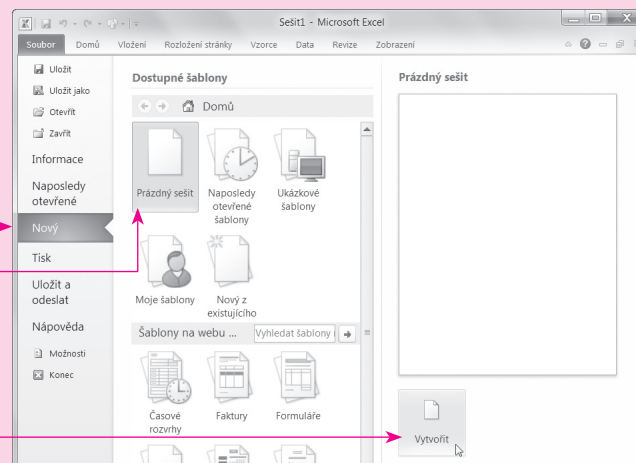 Sešit1 - Microsoft Excel
Soubor Domů Vložení Rozložení stránky Vzorce Data Revize Zobrazení
Uložit
Uložit jako
Otevřít
Zavřít
Informace
Naposledy
otevřené
Nový
Tisk
Uložit a
odeslat
Nápověda
Možnosti
Konec
Dostupné šablony
Domů
Prázdný sešit
Naposledy
otevřené
šablony
Ukázkové
šablony
Moje šablony
Nový z
existujícího
Šablony na webu ...
Vyhledat šablony
Časové
rozvrhy
Faktury
Formuláře
Prázdný sešit
Vytvořit